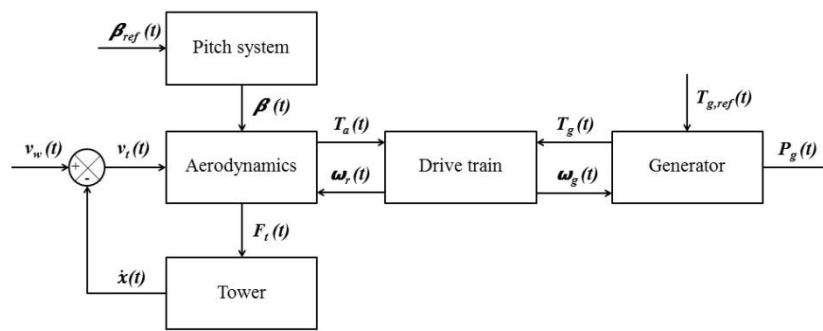 β_ref(t)
Pitch system
β(t)
T_g,ref(t)
v_w(t)
v_t(t)
Aerodynamics
T_a(t)
ω_r(t)
Drive train
T_g(t)
ω_g(t)
Generator
P_g(t)
+
-
F_t(t)
ẋ(t)
Tower